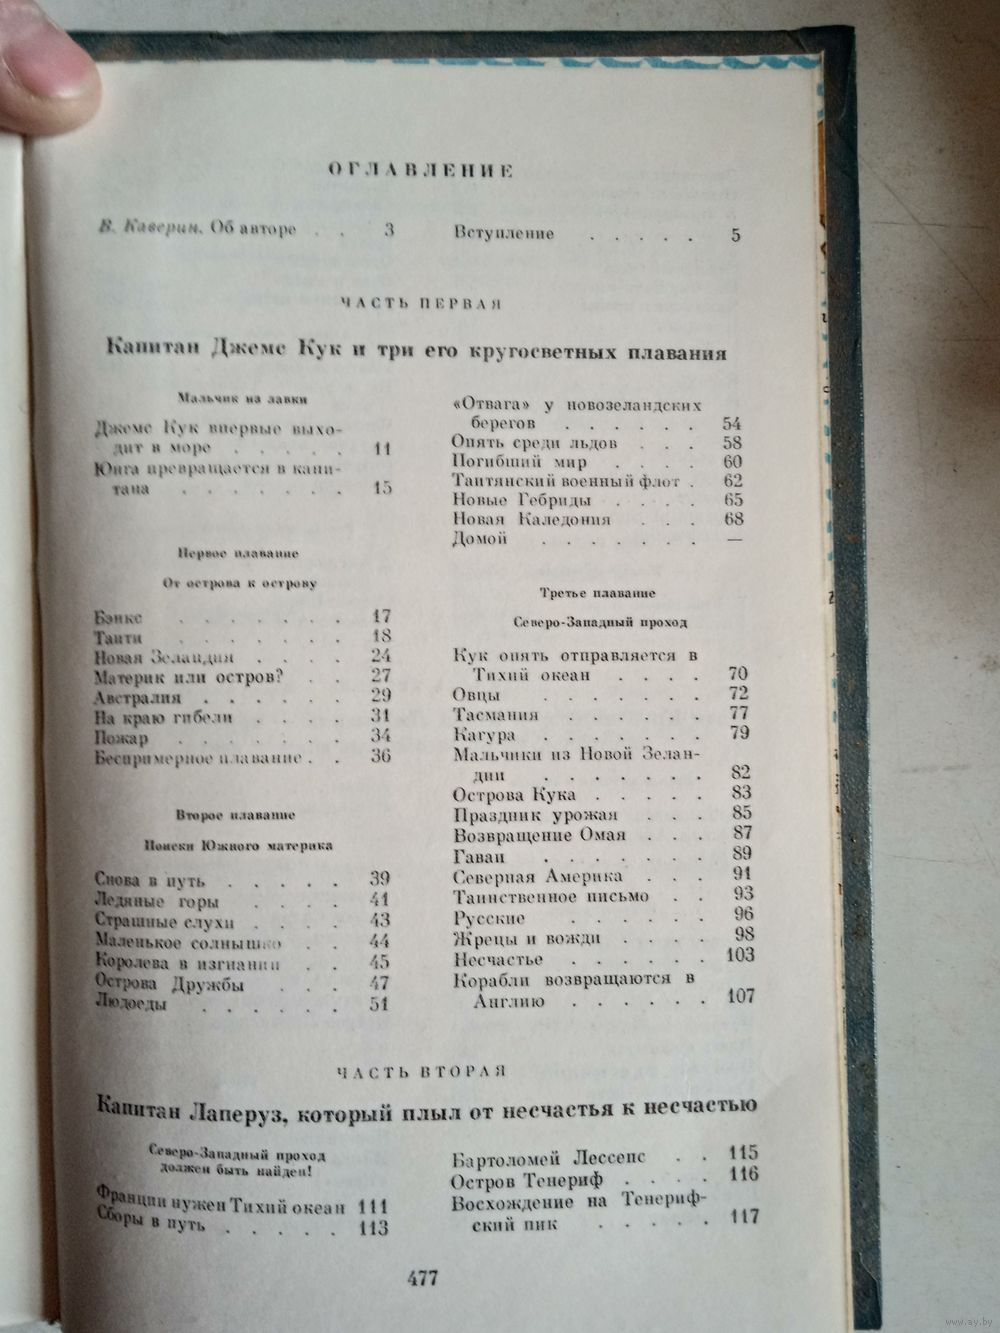 ОГЛАВЛЕНИЕ
В. Каверин. Об авторе . . 3
Вступление . . . . . 5
ЧАСТЬ ПЕРВАЯ
Капитан Джемс Кук и три его кругосветных плавания
Мальчик из лавки
Джемс Кук впервые выхо-
дит в море . . . . . 11
Юнга превращается в капи-
тана . . . . . . . 15
Первое плавание
От острова к острову
Бэнкс . . . . . . . 17
Таити . . . . . . . 18
Новая Зеландия . . . . 24
Материк или остров? . . 27
Австралия . . . . . . 29
На краю гибели . . . . 31
Пожар . . . . . . . 34
Беспримерное плавание . . 36
Второе плавание
Поиски Южного материка
Снова в путь . . . . . 39
Ледяные горы . . . . 41
Страшные слухи . . . . 43
Маленькое солнышко . . 44
Королева в изгнании . . 45
Острова Дружбы . . . 47
Людоеды . . . . . . 51
«Отвага» у новозеландских
берегов . . . . . . 54
Опять среди льдов . . . 58
Погибший мир . . . . 60
Таитянский военный флот . 62
Новые Гебриды . . . . 65
Новая Каледония . . . 68
Домой . . . . . . . —
Третье плавание
Северо-Западный проход
Кук опять отправляется в
Тихий океан . . . . 70
Овцы . . . . . . . 72
Тасмания . . . . . . 77
Кагура . . . . . . . 79
Мальчики из Новой Зелан-
дии . . . . . . . 82
Острова Кука . . . . . 83
Праздник урожая . . . 85
Возвращение Омая . . . 87
Гаваи . . . . . . . 89
Северная Америка . . . 91
Таинственное письмо . . 93
Русские . . . . . . 96
Жрецы и вожди . . . . 98
Несчастье . . . . . . 103
Корабли возвращаются в
Англию . . . . . . 107
ЧАСТЬ ВТОРАЯ
Капитан Лаперуз, который плыл от несчастья к несчастью
Северо-Западный проход
должен быть найден!
Франции нужен Тихий океан 111
Сборы в путь . . . . . 113
Бартоломей Лессепс . . 115
Остров Тенериф . . . . 116
Восхождение на Тенериф-
ский пик . . . . . 117
477
www.ay.by